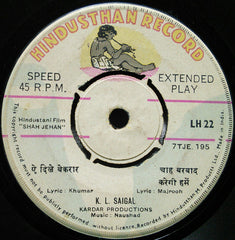 HINDUSTHAN RECORD
SPEED
45 R.P.M.
EXTENDED
PLAY
Hindustani Film
"SHAH JEHAN"
LH 22
7TJE. 195
ऐ दिले बेकरार
चाह बरबाद
करेगी हमें
Lyric: Khumar
Lyric: Majrooh
K. L. SAIGAL
KARDAR PRODUCTIONS
Music: Naushad